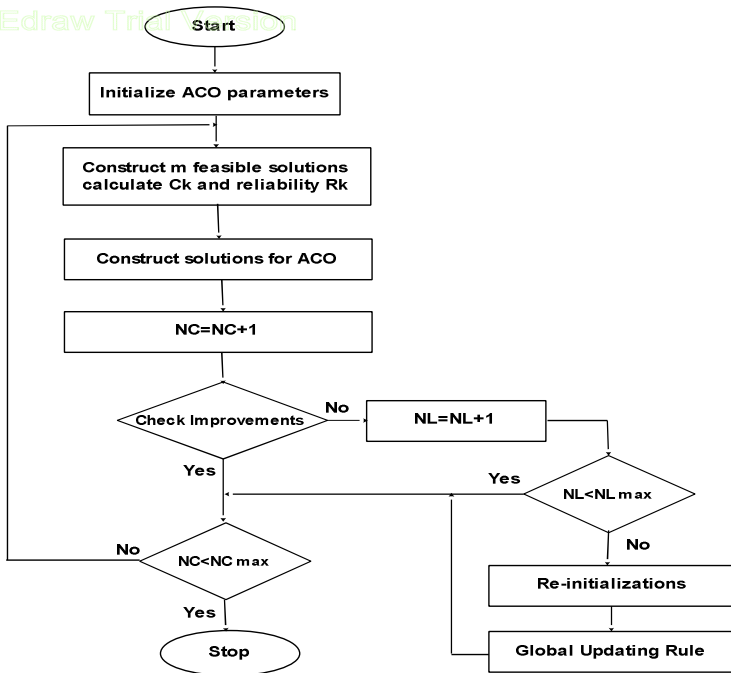 Edraw Trial Version
Start
Initialize ACO parameters
Construct m feasible solutions
calculate Ck and reliability Rk
Construct solutions for ACO
NC=NC+1
Check Improvements
No
NL=NL+1
Yes
Yes
NL<NL max
No
No
NC<NC max
Re-initializations
Yes
Stop
Global Updating Rule